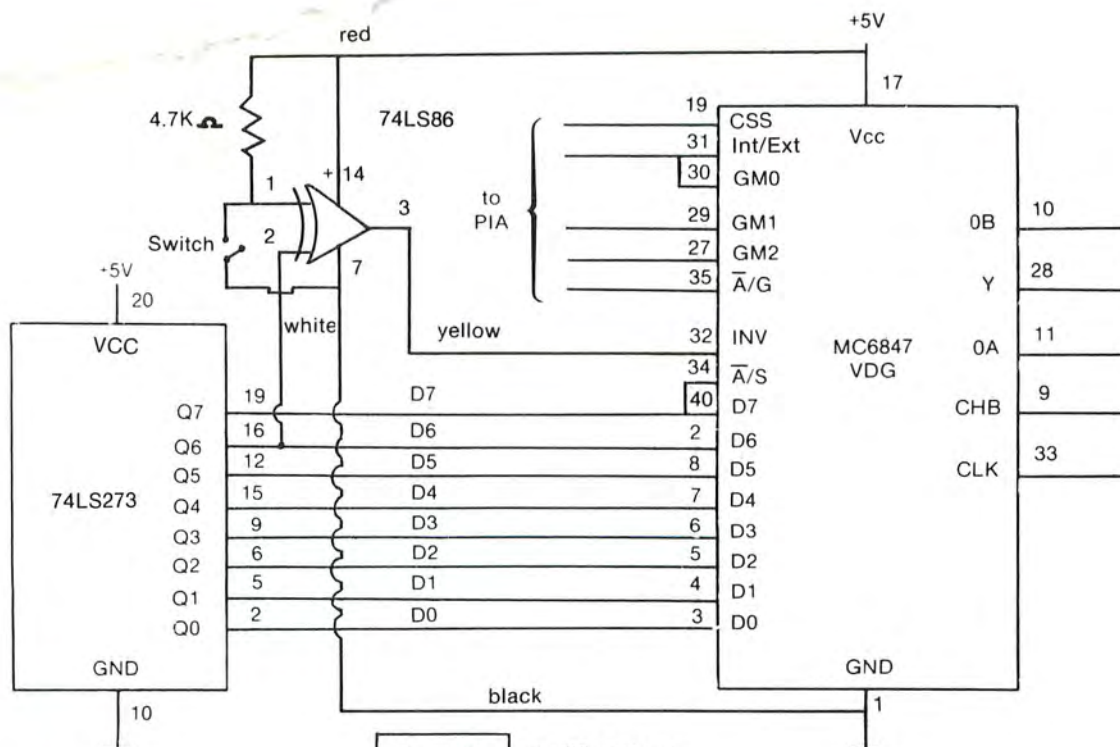 +5V
red
17
4.7K Ω
74LS86
19
CSS
Vcc
31
Int/Ext
1
+ 14
30
GM0
to
PIA
3
29
GM1
0B
10
Switch
2
27
GM2
7
35
A̅/G
Y
28
+5V
20
white
yellow
32
INV
MC6847
VDG
0A
11
VCC
34
A̅/S
19
D7
40
D7
CHB
9
Q7
16
D6
2
D6
Q6
12
D5
8
D5
CLK
33
Q5
74LS273
15
D4
7
D4
Q4
9
D3
6
D3
Q3
6
D2
5
D2
Q2
5
D1
4
D1
Q1
2
D0
3
D0
Q0
GND
GND
black
10
1